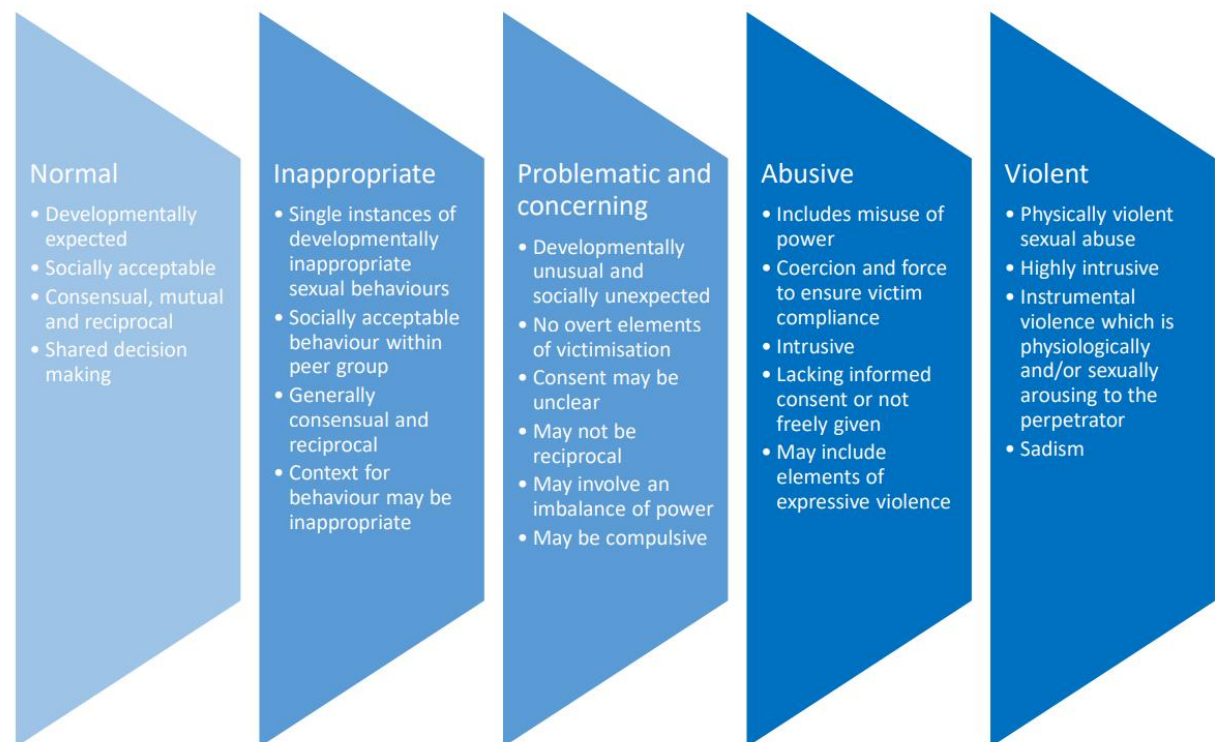 Normal
• Developmentally
expected
• Socially acceptable
• Consensual, mutual
and reciprocal
• Shared decision
making
Inappropriate
• Single instances of
developmentally
inappropriate
sexual behaviours
• Socially acceptable
behaviour within
peer group
• Generally
consensual and
reciprocal
• Context for
behaviour may be
inappropriate
Problematic and
concerning
• Developmentally
unusual and
socially unexpected
• No overt elements
of victimisation
• Consent may be
unclear
• May not be
reciprocal
• May involve an
imbalance of power
• May be compulsive
Abusive
• Includes misuse of
power
• Coercion and force
to ensure victim
compliance
• Intrusive
• Lacking informed
consent or not
freely given
• May include
elements of
expressive violence
Violent
• Physically violent
sexual abuse
• Highly intrusive
• Instrumental
violence which is
physiologically
and/or sexually
arousing to the
perpetrator
• Sadism